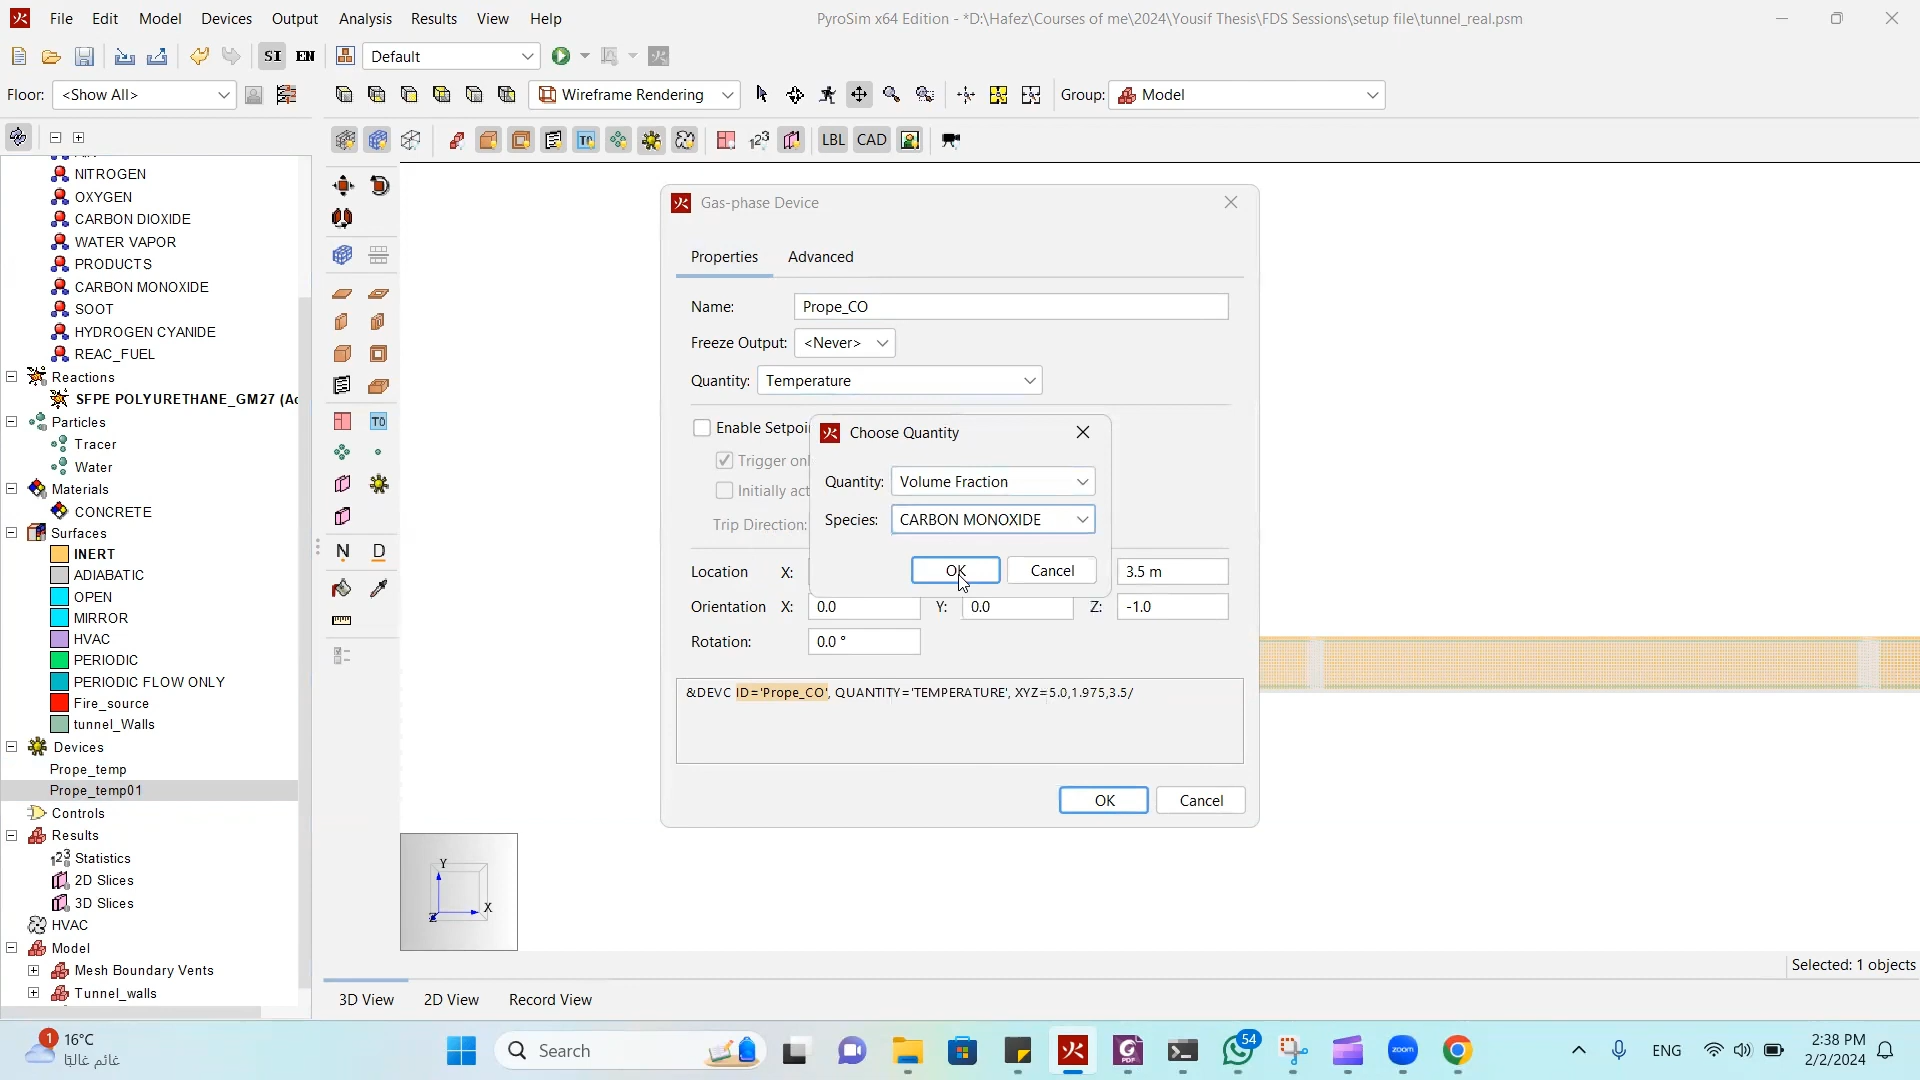 File Edit Model Devices Output Analysis Results View Help
PyroSim x64 Edition - *D:\Hafez\Courses of me\2024\Yousif Thesis\FDS Sessions\setup file\tunnel_real.psm
SI EN Default
Floor: <Show All> Wireframe Rendering Group: Model
LBL CAD
NITROGEN
OXYGEN
CARBON DIOXIDE
WATER VAPOR
PRODUCTS
CARBON MONOXIDE
SOOT
HYDROGEN CYANIDE
REAC_FUEL
Reactions
SFPE POLYURETHANE_GM27 (Ac
Particles
Tracer
Water
Materials
CONCRETE
Surfaces
INERT
ADIABATIC
OPEN
MIRROR
HVAC
PERIODIC
PERIODIC FLOW ONLY
Fire_source
tunnel_Walls
Devices
Prope_temp
Prope_temp01
Controls
Results
Statistics
2D Slices
3D Slices
HVAC
Model
Mesh Boundary Vents
Tunnel_walls
N D
Gas-phase Device
Properties Advanced
Name: Prope_CO
Freeze Output: <Never>
Quantity: Temperature
Enable Setpoi
Trigger onl
Initially act
Trip Direction:
Choose Quantity
Quantity: Volume Fraction
Species: CARBON MONOXIDE
OK Cancel
Location X: 3.5 m
Orientation X: 0.0 Y: 0.0 Z: -1.0
Rotation: 0.0 °
&DEVC ID='Prope_CO', QUANTITY='TEMPERATURE', XYZ=5.0,1.975,3.5/
OK Cancel
Y
X
Z
Selected: 1 objects
3D View 2D View Record View
1 16°C
غائم غالبًا
Search
54
zoom
ENG
2:38 PM
2/2/2024